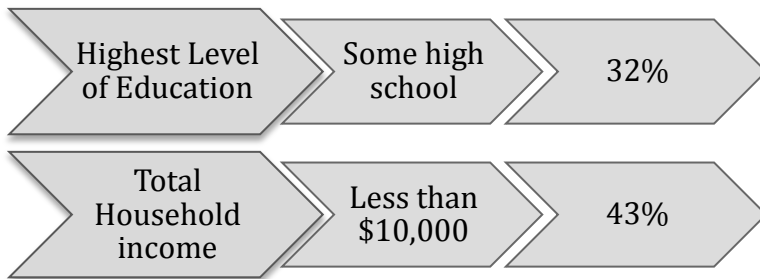 Highest Level
of Education
Some high
school
32%
Total
Household
income
Less than
$10,000
43%